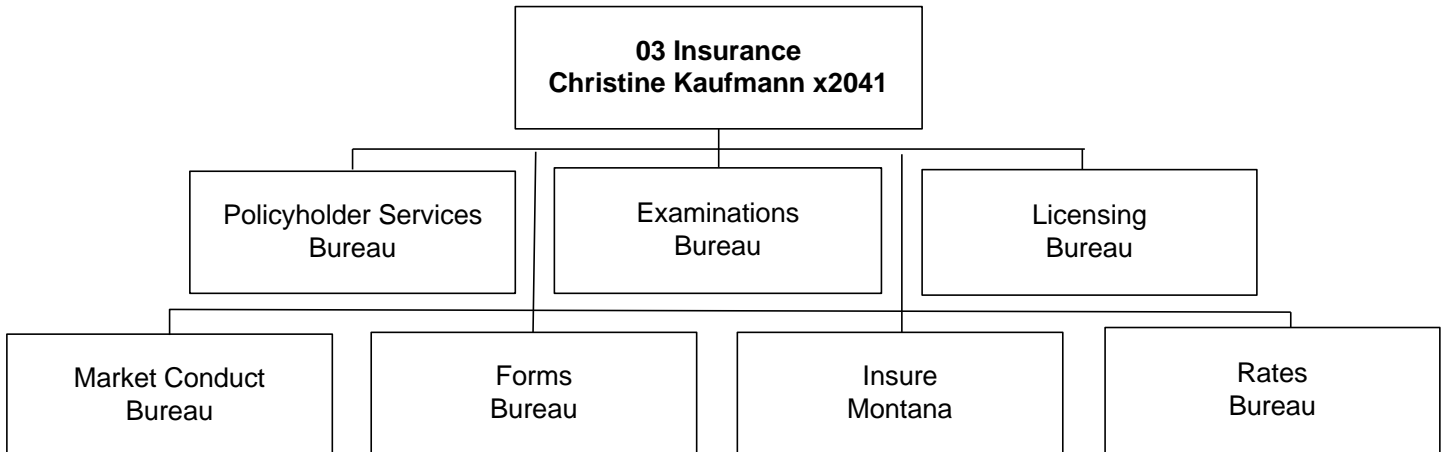 03 Insurance
Christine Kaufmann x2041
Policyholder Services
Bureau
Examinations
Bureau
Licensing
Bureau
Market Conduct
Bureau
Forms
Bureau
Insure
Montana
Rates
Bureau